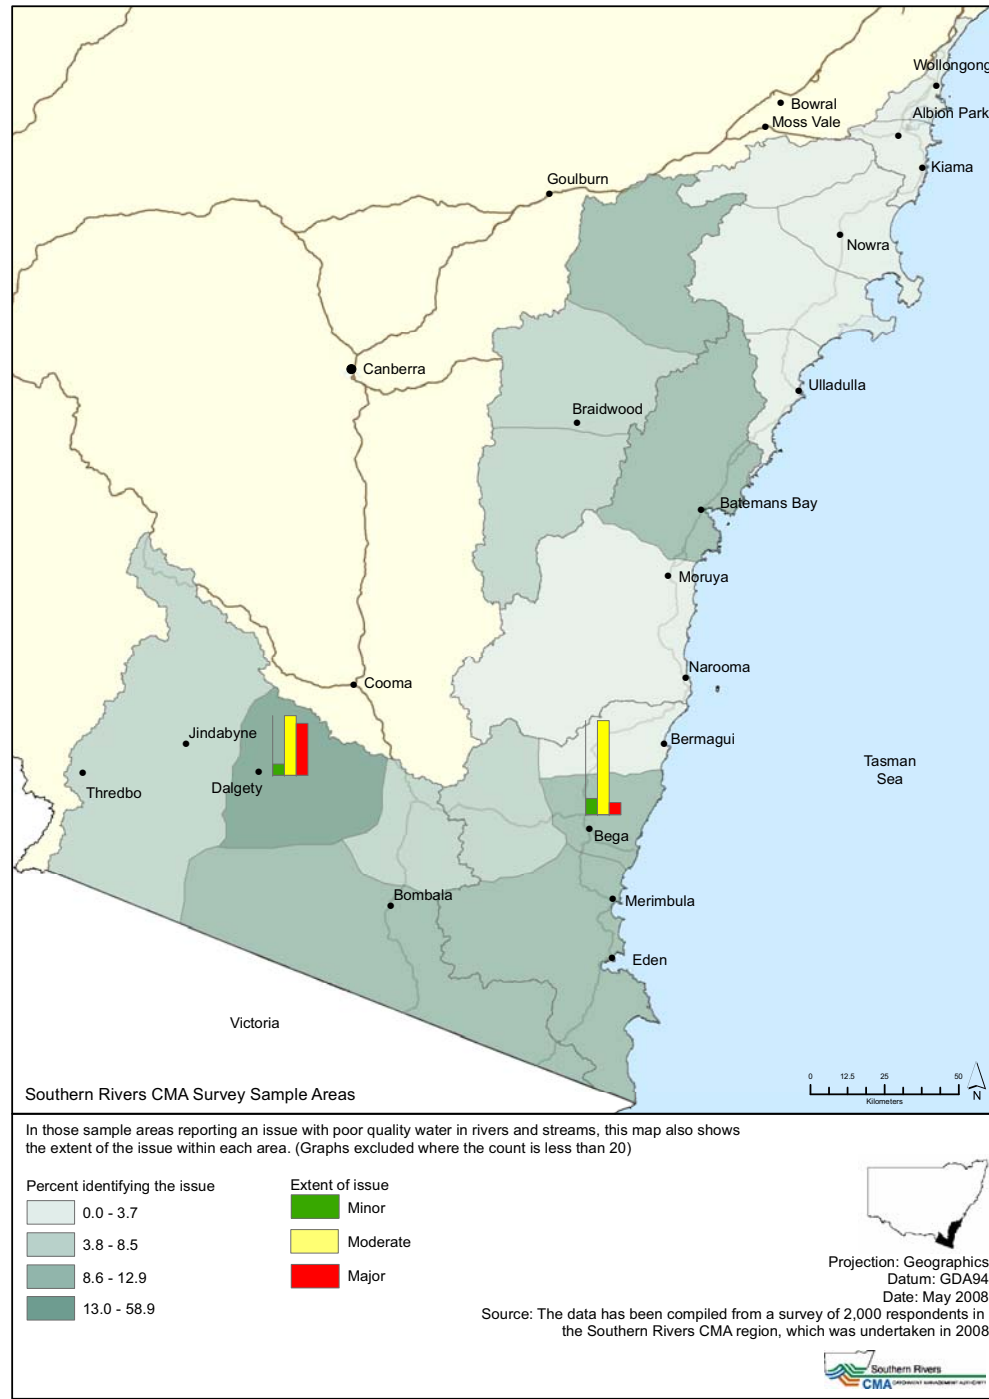 Wollongong
Bowral
Albion Park
Moss Vale
Kiama
Goulburn
Nowra
Canberra
Ulladulla
Braidwood
Batemans Bay
Moruya
Narooma
Cooma
Jindabyne
Bermagui
Tasman
Sea
Thredbo
Dalgety
Bega
Bombala
Merimbula
Eden
Victoria
0 12.5 25 50
Kilometers
N
Southern Rivers CMA Survey Sample Areas
In those sample areas reporting an issue with poor quality water in rivers and streams, this map also shows
the extent of the issue within each area. (Graphs excluded where the count is less than 20)
Percent identifying the issue
0.0 - 3.7
3.8 - 8.5
8.6 - 12.9
13.0 - 58.9
Extent of issue
Minor
Moderate
Major
Projection: Geographics
Datum: GDA94
Date: May 2008
Source: The data has been compiled from a survey of 2,000 respondents in
the Southern Rivers CMA region, which was undertaken in 2008
Southern Rivers
CMA CATCHMENT MANAGEMENT AUTHORITY